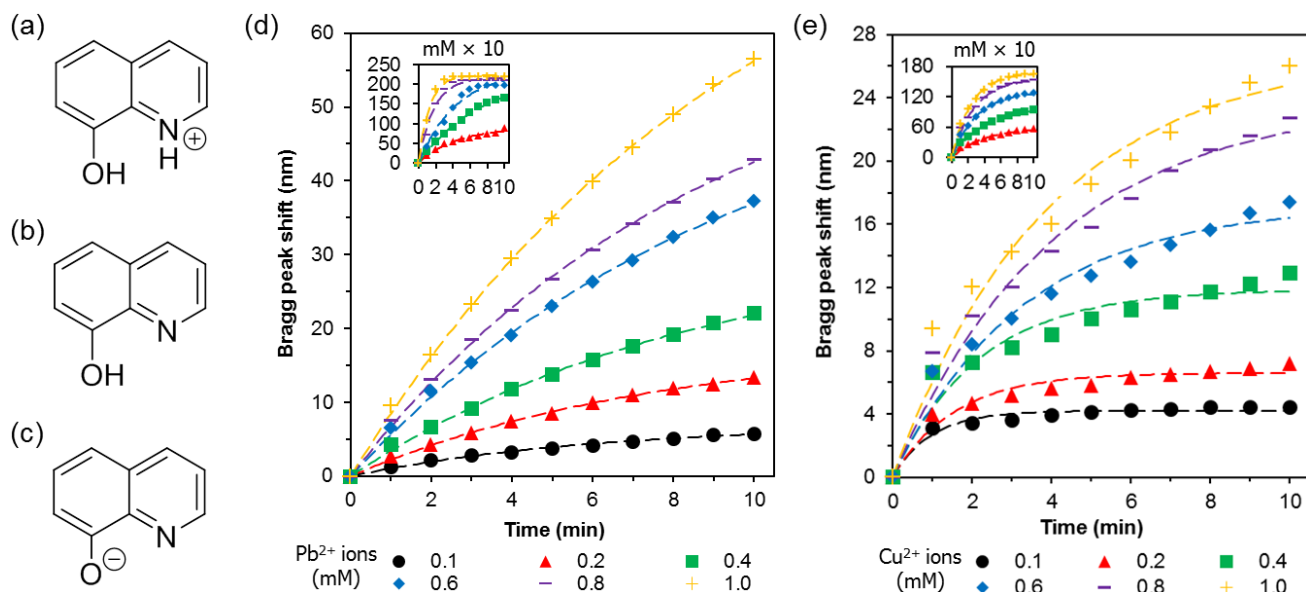 (a)
N
H
+
OH
(b)
N
OH
(c)
N
O
−
(d)
Bragg peak shift (nm)
60
50
40
30
20
10
0
mM × 10
250
200
150
100
50
0
0 2 4 6 8 10
0 2 4 6 8 10
Time (min)
Pb²⁺ ions
(mM)
0.1 0.2 0.4
0.6 0.8 1.0
(e)
Bragg peak shift (nm)
28
24
20
16
12
8
4
0
mM × 10
180
120
60
0
0 2 4 6 8 10
0 2 4 6 8 10
Time (min)
Cu²⁺ ions
(mM)
0.1 0.2 0.4
0.6 0.8 1.0